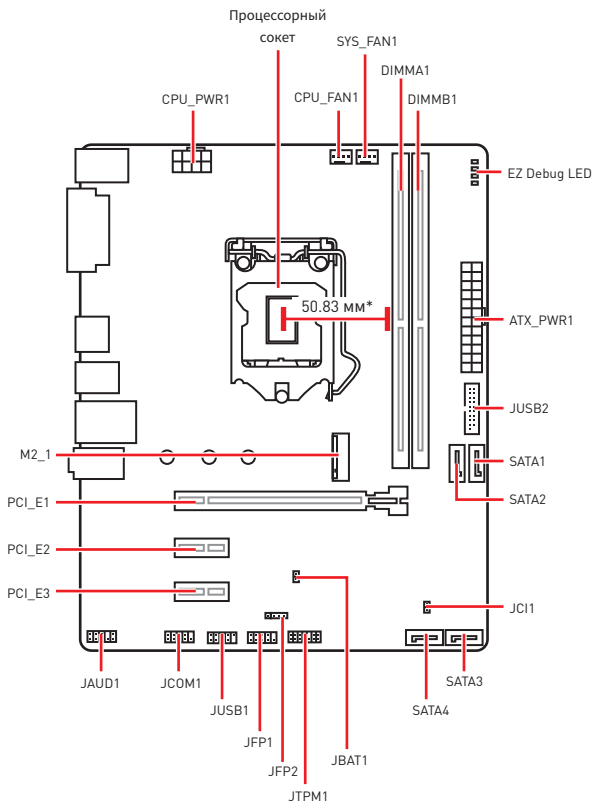 Процессорный
сокет
SYS_FAN1
DIMMA1
CPU_PWR1
CPU_FAN1
DIMMB1
EZ Debug LED
50.83 мм*
ATX_PWR1
JUSB2
M2_1
SATA1
SATA2
PCI_E1
PCI_E2
PCI_E3
JCI1
JAUD1
JCOM1
SATA3
JUSB1
SATA4
JFP1
JBAT1
JFP2
JTPM1